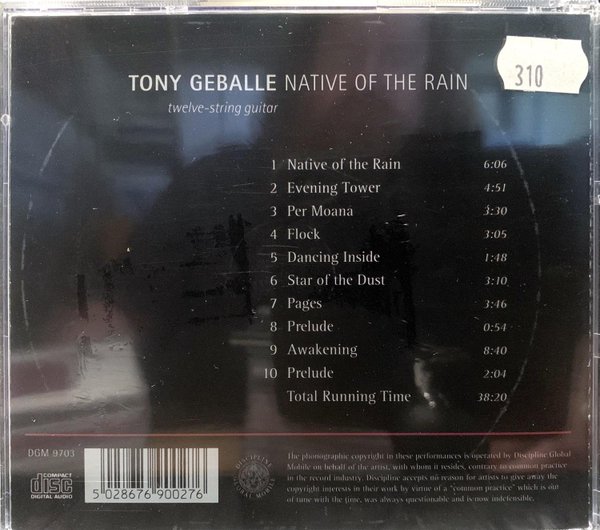 310
TONY GEBALLE NATIVE OF THE RAIN
twelve-string guitar
1 Native of the Rain 6:06
2 Evening Tower 4:51
3 Per Moana 3:30
4 Flock 3:05
5 Dancing Inside 1:48
6 Star of the Dust 3:10
7 Pages 3:46
8 Prelude 0:54
9 Awakening 8:40
10 Prelude 2:04
Total Running Time 38:20
DGM 9703
COMPACT
disc
DIGITAL AUDIO
5 028676 900276
DISCIPLINE
GLOBAL MOBILE
The phonographic copyright in these performances is operated by Discipline Global
Mobile on behalf of the artist, with whom it resides, contrary to common practice
in the record industry. Discipline accepts no reason for artists to give away the
copyright interests in their work by virtue of a "common practice" which is out
of tune with the time, was always questionable and is now indefensible.